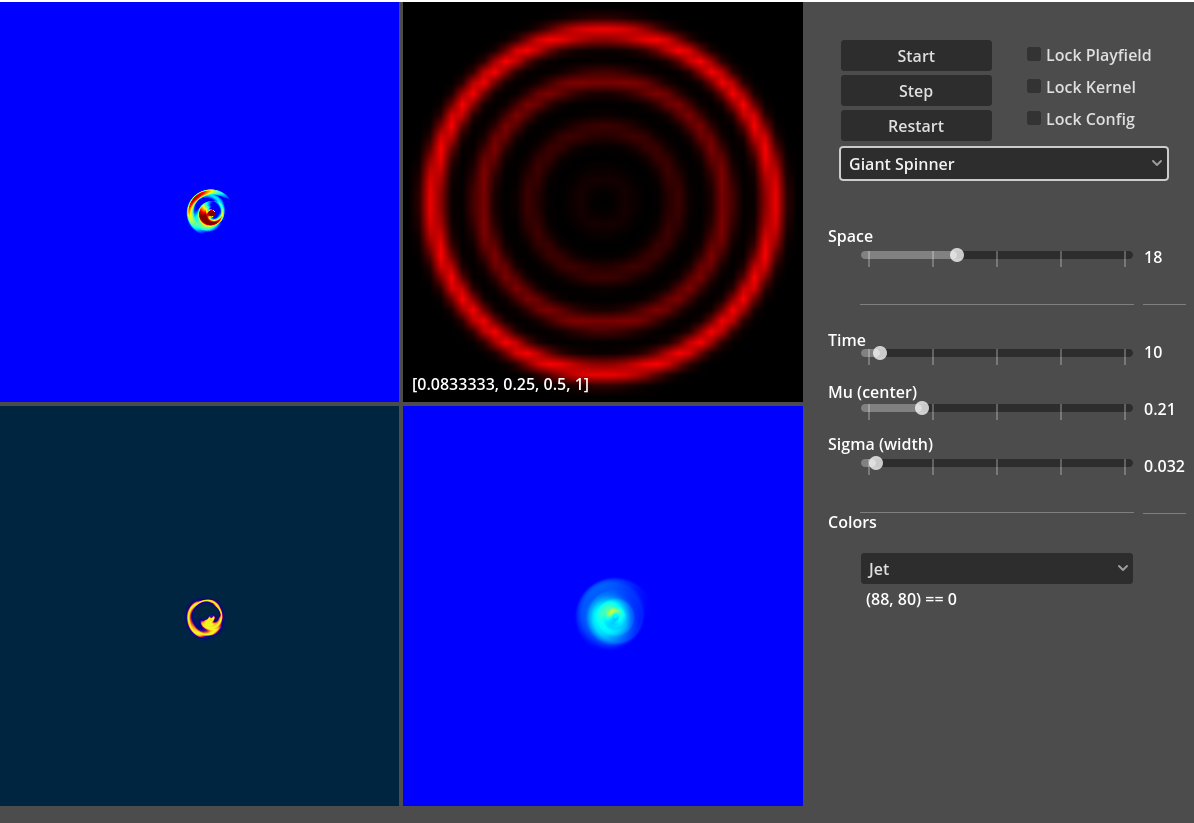 Start
Lock Playfield
Step
Lock Kernel
Restart
Lock Config
Giant Spinner
Space
18
Time
10
Mu (center)
0.21
Sigma (width)
0.032
Colors
Jet
(88, 80) == 0
[0.0833333, 0.25, 0.5, 1]